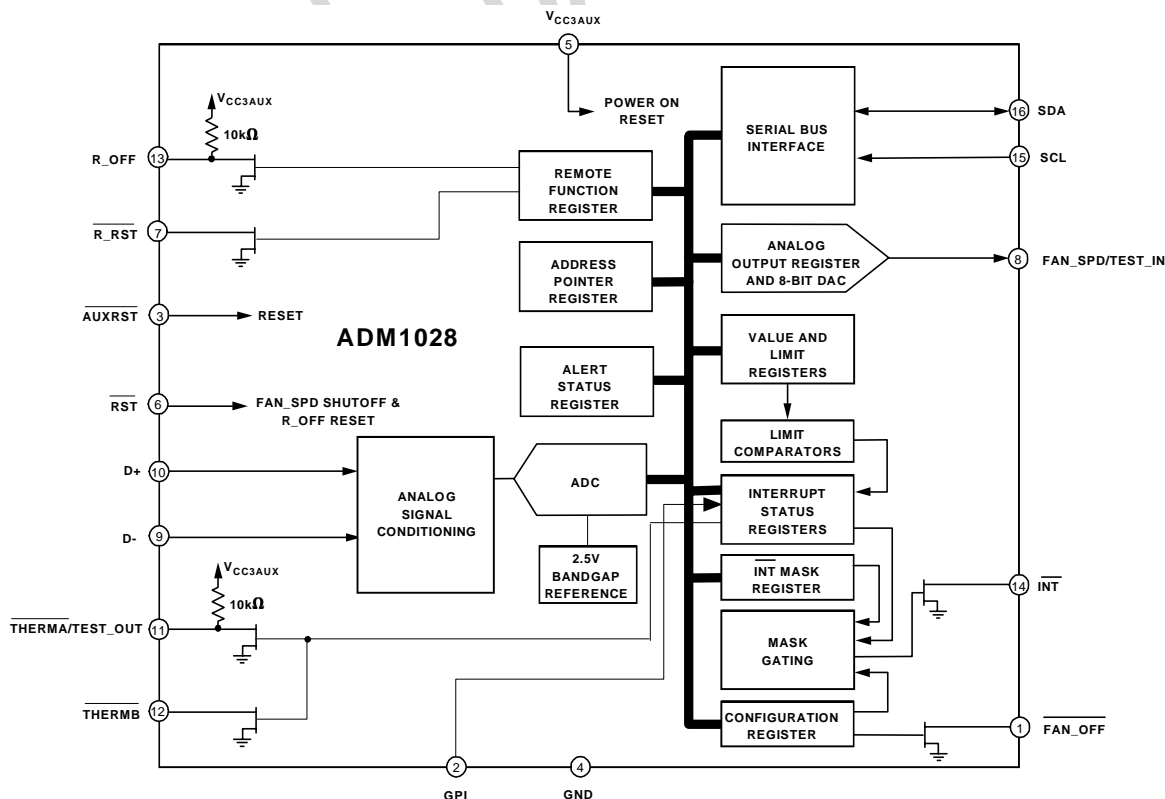 VCC3AUX
5
VCC3AUX
10kΩ
POWER ON
RESET
SERIAL BUS
INTERFACE
16 SDA
R_OFF 13
15 SCL
REMOTE
FUNCTION
REGISTER
R_RST 7
ANALOG
OUTPUT REGISTER
AND 8-BIT DAC
8 FAN_SPD/TEST_IN
ADDRESS
POINTER
REGISTER
AUXRST 3 RESET
ADM1028
VALUE AND
LIMIT
REGISTERS
ALERT
STATUS
REGISTER
RST 6
FAN_SPD SHUTOFF &
R_OFF RESET
LIMIT
COMPARATORS
D+ 10
D- 9
ANALOG
SIGNAL
CONDITIONING
ADC
INTERRUPT
STATUS
REGISTERS
2.5V
BANDGAP
REFERENCE
INT MASK
REGISTER
14 INT
VCC3AUX
10kΩ
THERMA/TEST_OUT 11
MASK
GATING
THERMB 12
CONFIGURATION
REGISTER
1 FAN_OFF
2
4
GPI
GND